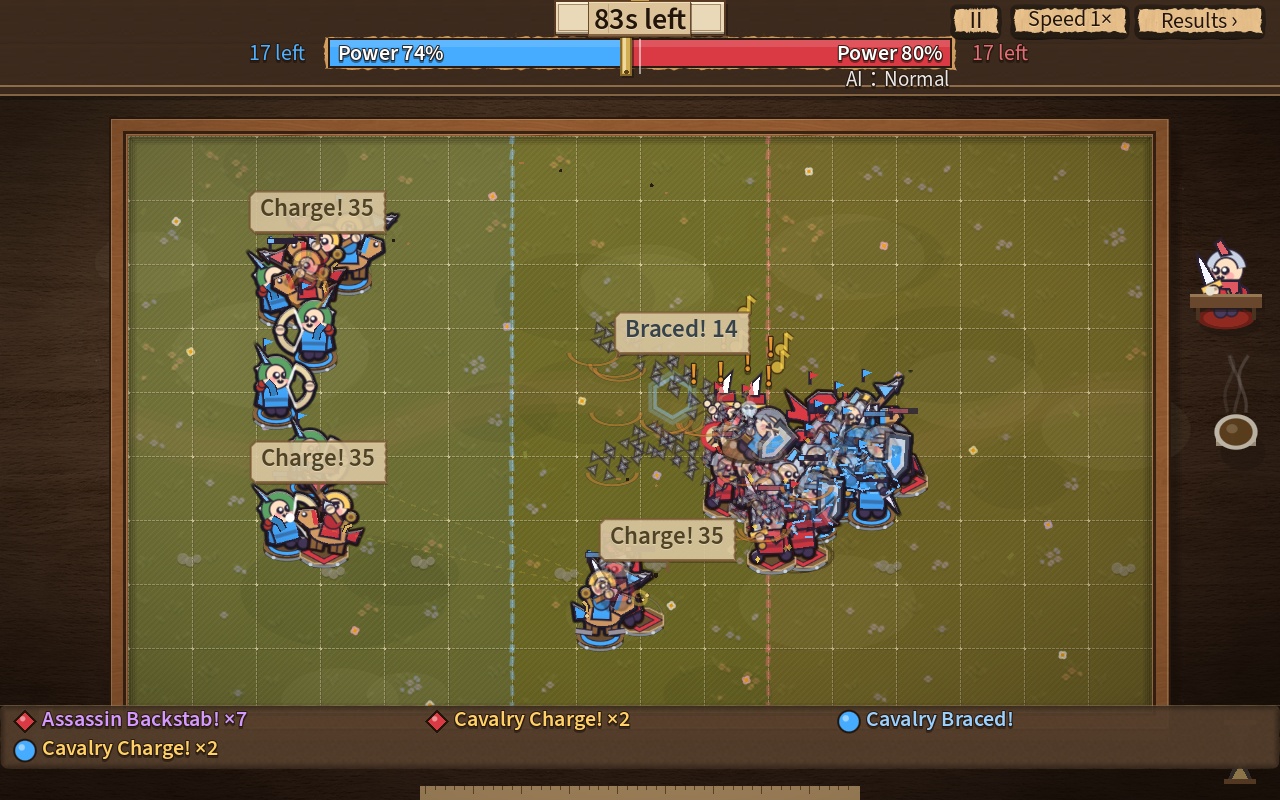 83s left
II
Speed 1×
Results ›
17 left
Power 74%
Power 80%
17 left
AI：Normal
Charge! 35
Braced! 14
Charge! 35
Charge! 35
Assassin Backstab! ×7
Cavalry Charge! ×2
Cavalry Braced!
Cavalry Charge! ×2